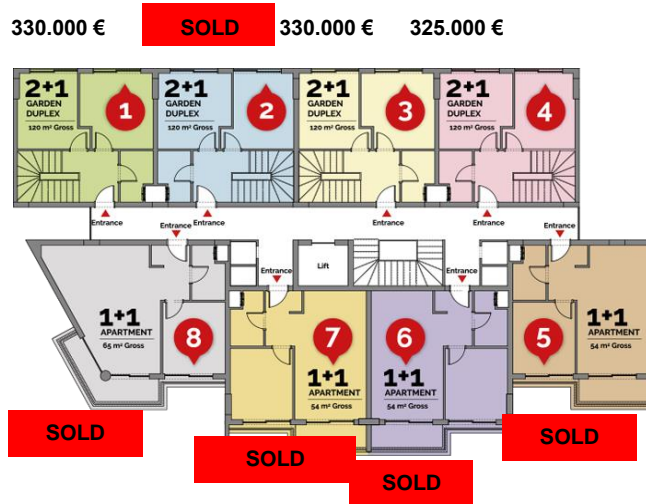 330.000 €
SOLD
330.000 €
325.000 €
2+1
GARDEN
DUPLEX
120 m² Gross
1
2+1
GARDEN
DUPLEX
120 m² Gross
2
2+1
GARDEN
DUPLEX
120 m² Gross
3
2+1
GARDEN
DUPLEX
120 m² Gross
4
Entrance
Entrance
Entrance
Entrance
Entrance
Entrance
Entrance
Entrance
Lift
1+1
APARTMENT
65 m² Gross
8
7
1+1
APARTMENT
54 m² Gross
6
1+1
APARTMENT
54 m² Gross
5
1+1
APARTMENT
54 m² Gross
SOLD
SOLD
SOLD
SOLD